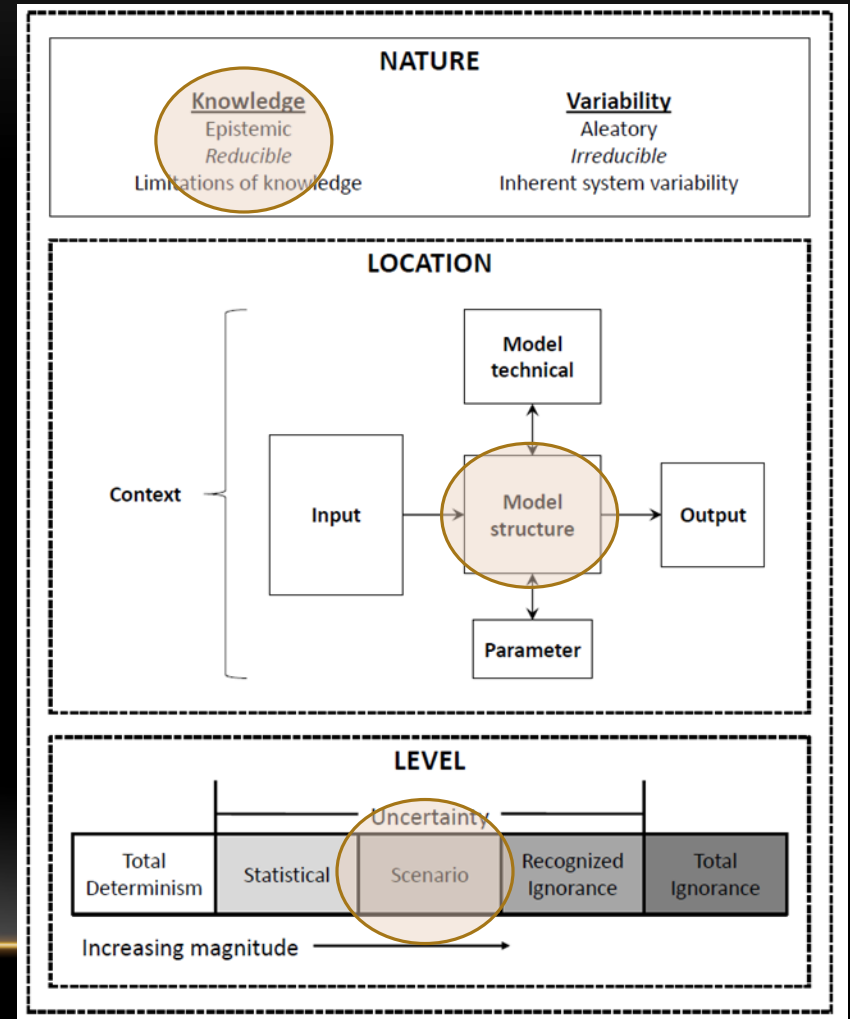 NATURE
Knowledge
Epistemic
Reducible
Limitations of knowledge
Variability
Aleatory
Irreducible
Inherent system variability
LOCATION
Model
technical
Context
Input
Model
structure
Output
Parameter
LEVEL
Uncertainty
Total
Determinism
Statistical
Scenario
Recognized
Ignorance
Total
Ignorance
Increasing magnitude